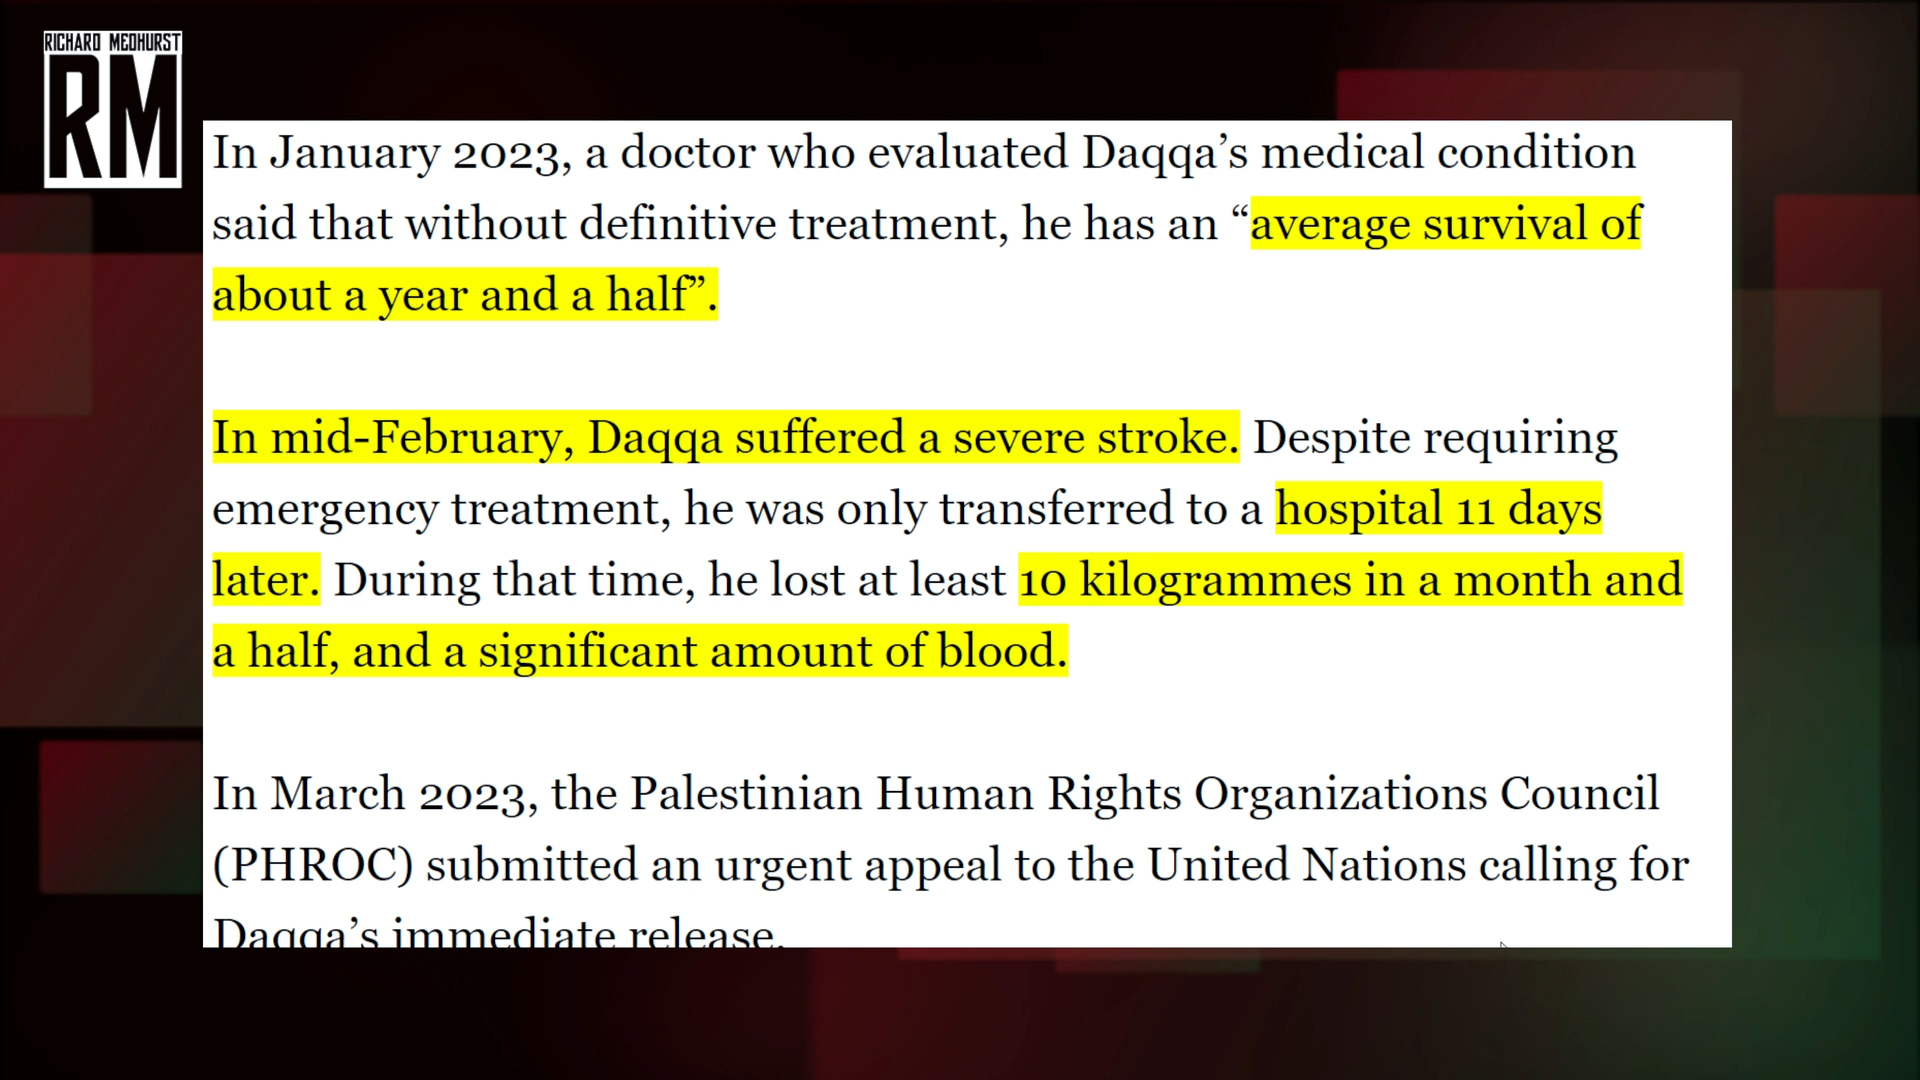 RICHARD MEDHURST
RM
In January 2023, a doctor who evaluated Daqqa’s medical condition
said that without definitive treatment, he has an “average survival of
about a year and a half”.
In mid-February, Daqqa suffered a severe stroke. Despite requiring
emergency treatment, he was only transferred to a hospital 11 days
later. During that time, he lost at least 10 kilogrammes in a month and
a half, and a significant amount of blood.
In March 2023, the Palestinian Human Rights Organizations Council
(PHROC) submitted an urgent appeal to the United Nations calling for
Daqqa’s immediate release.